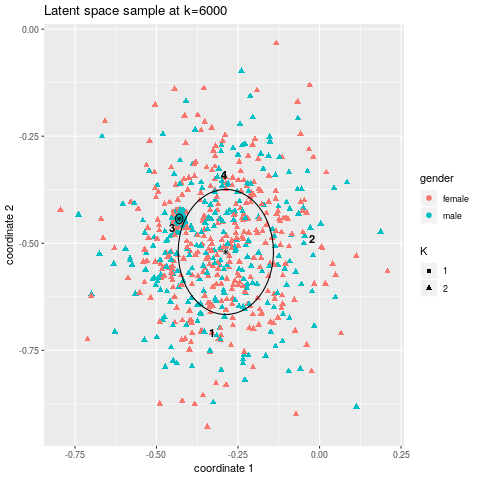 Latent space sample at k=6000
0.00
-0.25
-0.50
-0.75
coordinate 2
4
3
2
1
-0.75
-0.50
-0.25
0.00
0.25
coordinate 1
gender
female
male
K
1
2